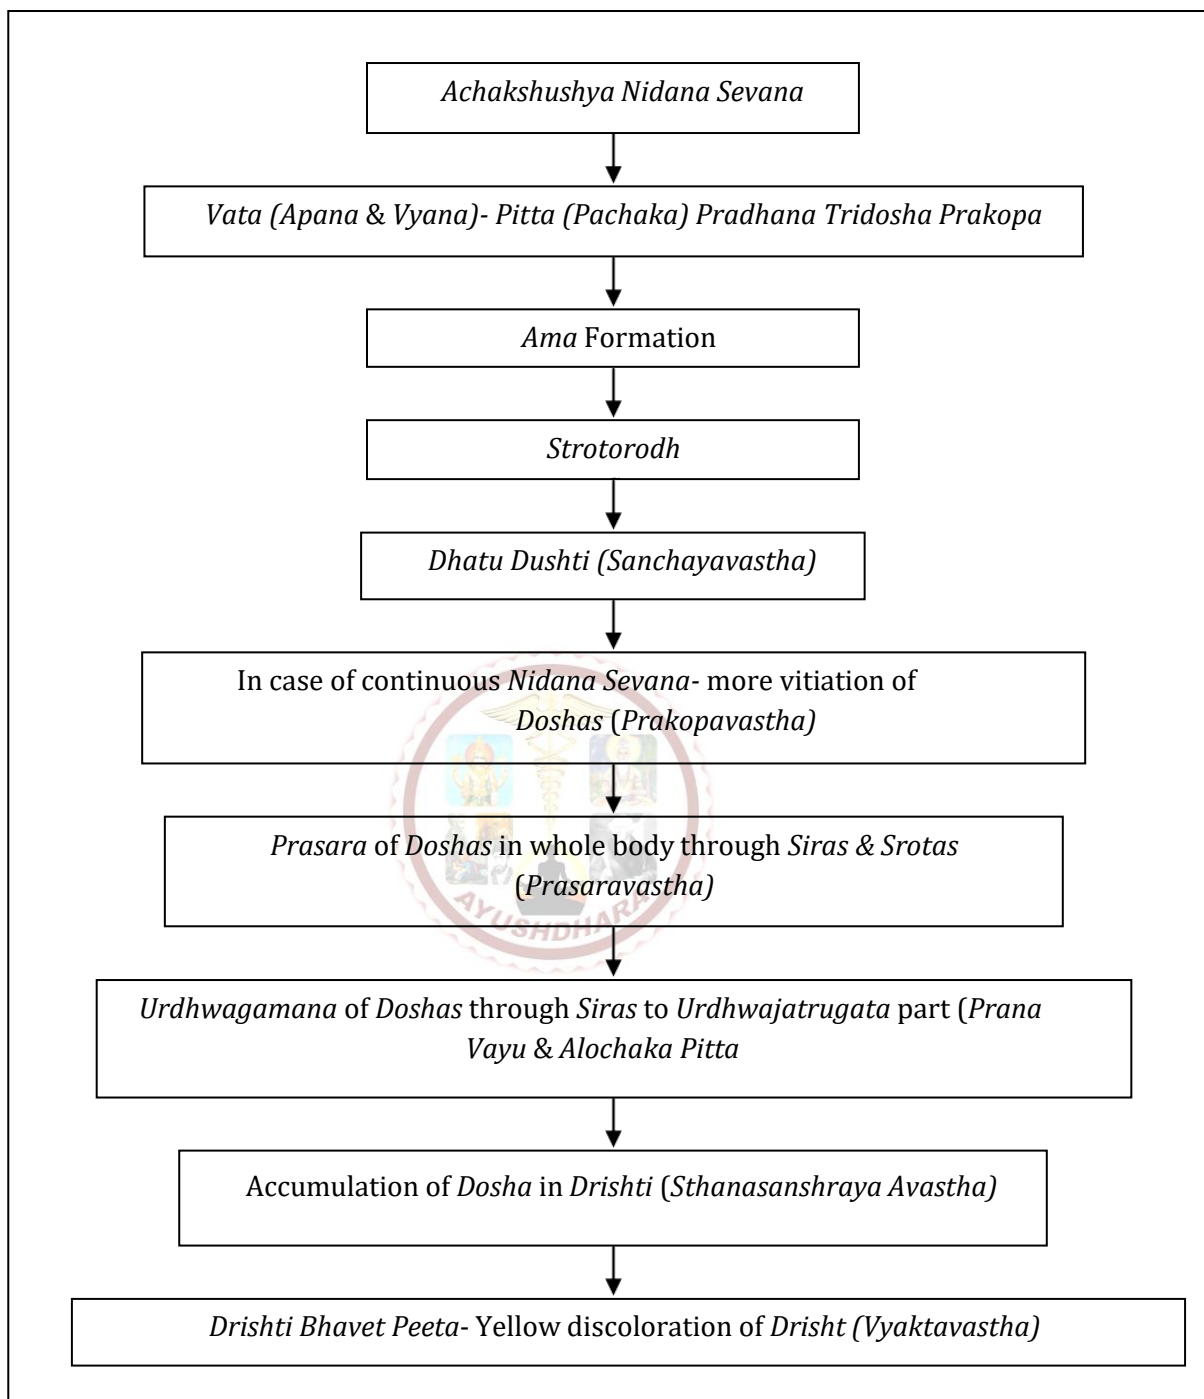 Achakshushya Nidana Sevana
Vata (Apana & Vyana)- Pitta (Pachaka) Pradhana Tridosha Prakopa
Ama Formation
Strotorodh
Dhatu Dushti (Sanchayavastha)
In case of continuous Nidana Sevana- more vitiation of
Doshas (Prakopavastha)
Prasara of Doshas in whole body through Siras & Srotas
(Prasaravastha)
AYUSHDHARA
Urdhwagamana of Doshas through Siras to Urdhwajatrugata part (Prana
Vayu & Alochaka Pitta
Accumulation of Dosha in Drishti (Sthanasanshraya Avastha)
Drishti Bhavet Peeta- Yellow discoloration of Drisht (Vyaktavastha)